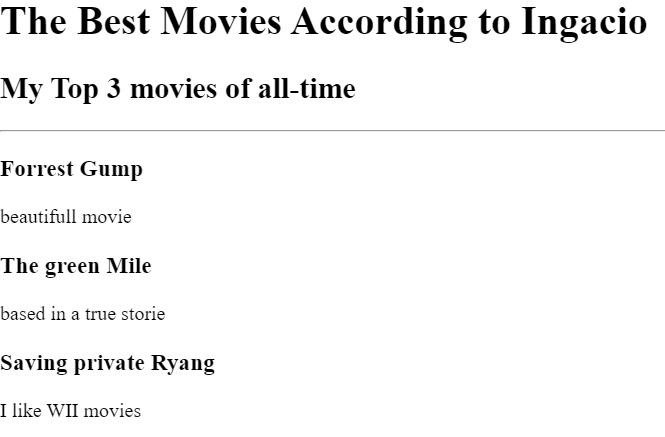 The Best Movies According to Ingacio
My Top 3 movies of all-time
Forrest Gump
beautifull movie
The green Mile
based in a true storie
Saving private Ryang
I like WII movies